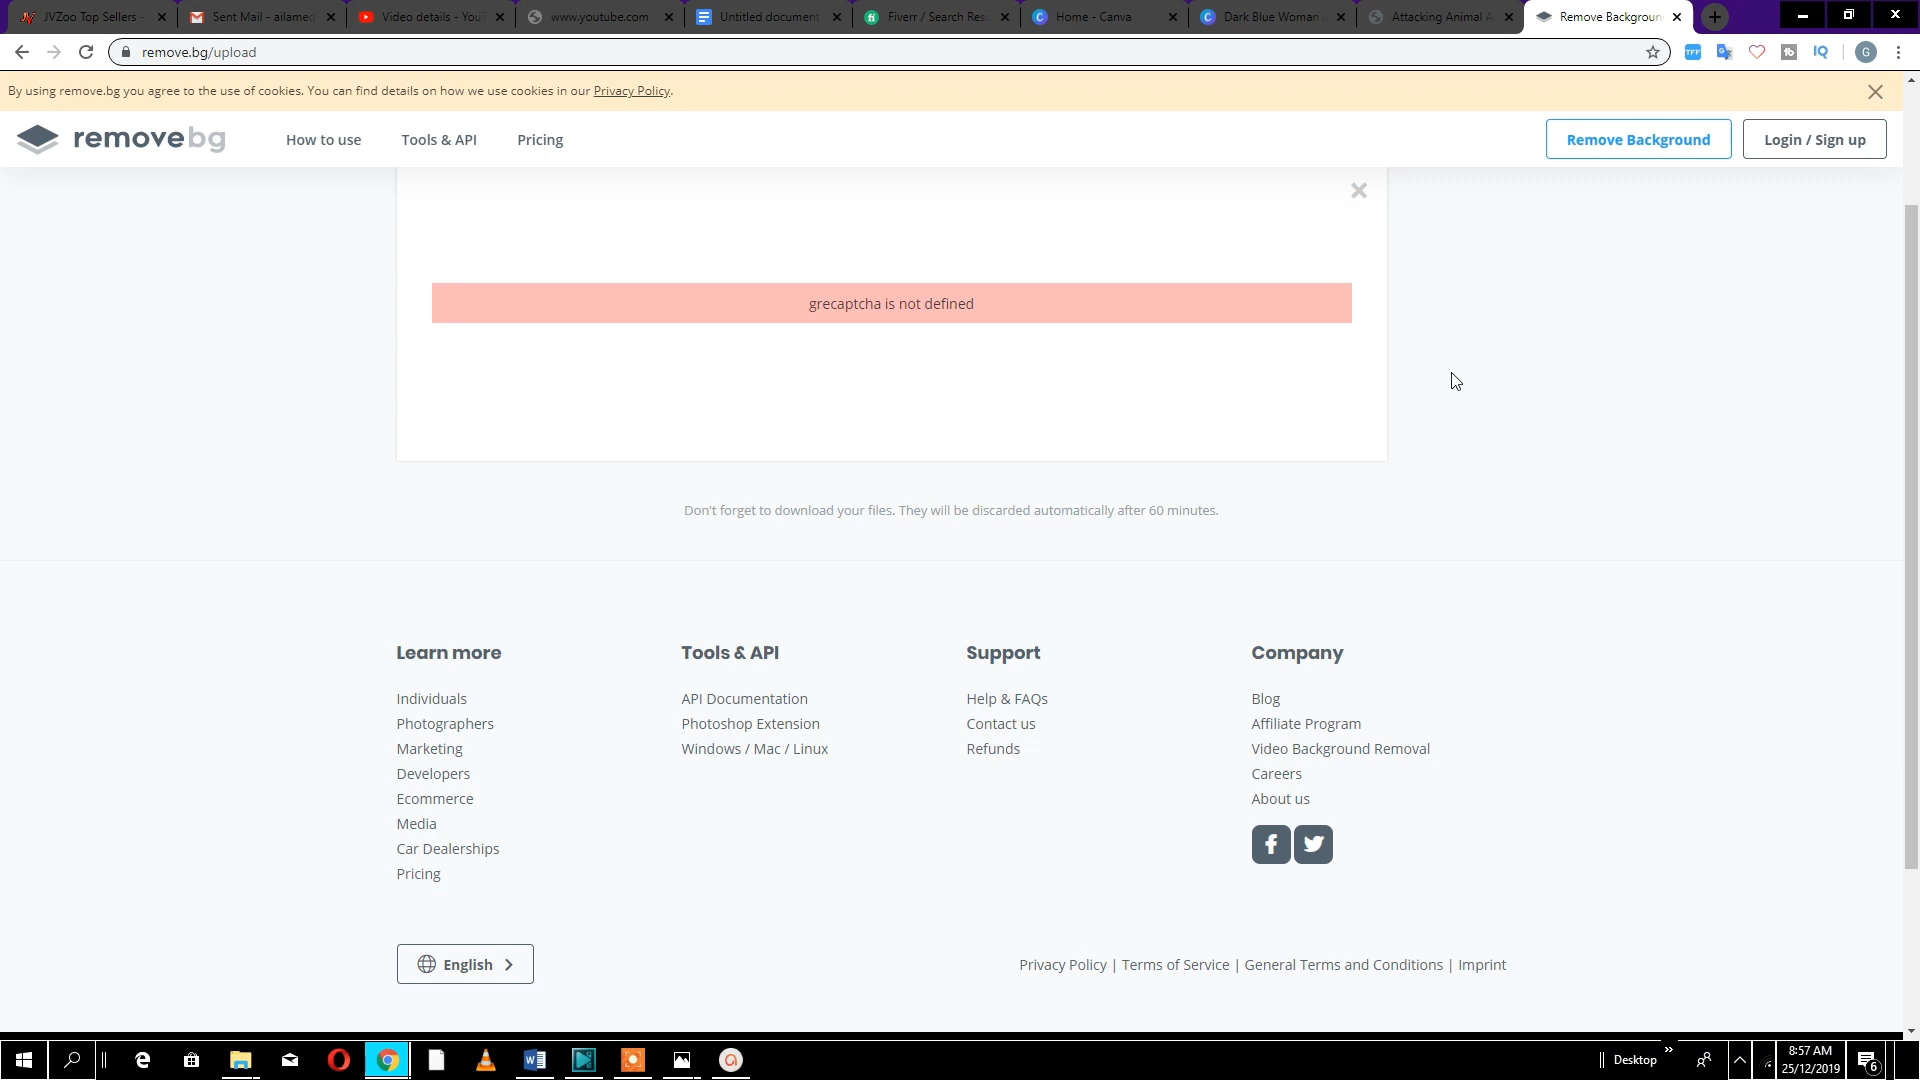 JVZoo Top Sellers - Sent Mail - ailamed Video details - YouT www.youtube.com Untitled document Fiverr / Search Resu Home - Canva Dark Blue Woman Attacking Animal A Remove Backgroun
remove.bg/upload TFF G
By using remove.bg you agree to the use of cookies. You can find details on how we use cookies in our Privacy Policy.
removebg How to use Tools & API Pricing Remove Background Login / Sign up
grecaptcha is not defined
Don't forget to download your files. They will be discarded automatically after 60 minutes.
Learn more Tools & API Support Company
Individuals API Documentation Help & FAQs Blog
Photographers Photoshop Extension Contact us Affiliate Program
Marketing Windows / Mac / Linux Refunds Video Background Removal
Developers Careers
Ecommerce About us
Media
Car Dealerships
Pricing
English Privacy Policy | Terms of Service | General Terms and Conditions | Imprint
Desktop 8:57 AM
25/12/2019 6